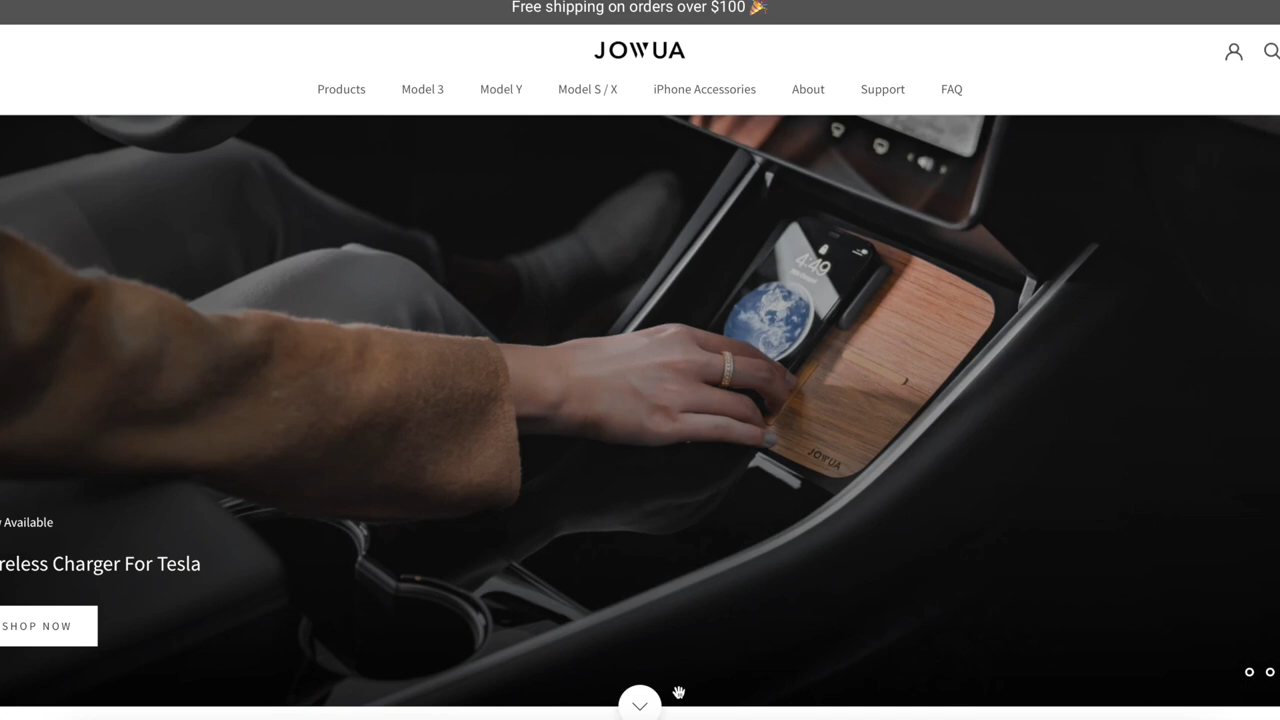 Free shipping on orders over $100 🎉
JOWUA
Products Model 3 Model Y Model S / X iPhone Accessories About Support FAQ
4:49
JOWUA
Available
reless Charger For Tesla
SHOP NOW